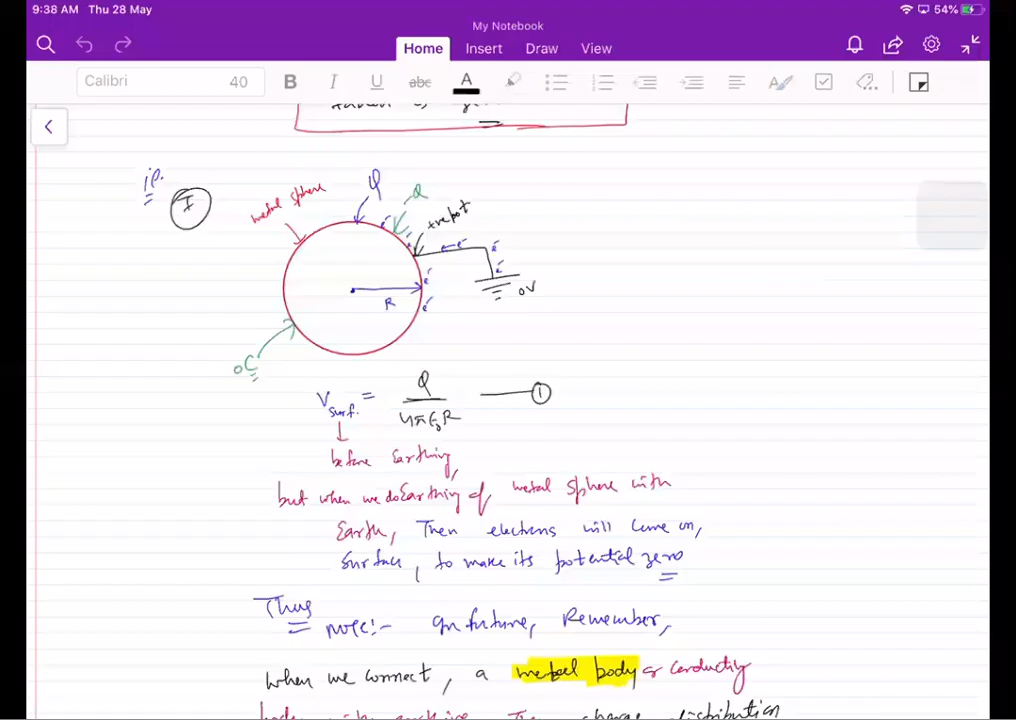 9:38 AM Thu 28 May
54%
My Notebook
Home Insert Draw View
Calibri 40 B I U abc A
ie.
I
metal sphere
Q
Q
+ve pot
e⁻
e⁻
e⁻
e⁻
e⁻
e⁻
R
0V
0C
V surf. = Q / 4πε₀R —— ①
before Earthing,
but when we do Earthing of, metal sphere with
Earth, Then electrons will come on,
surface, to make its potential zero
Thus
note:- In future, Remember,
when we connect, a metal body or conducting
charge distribution